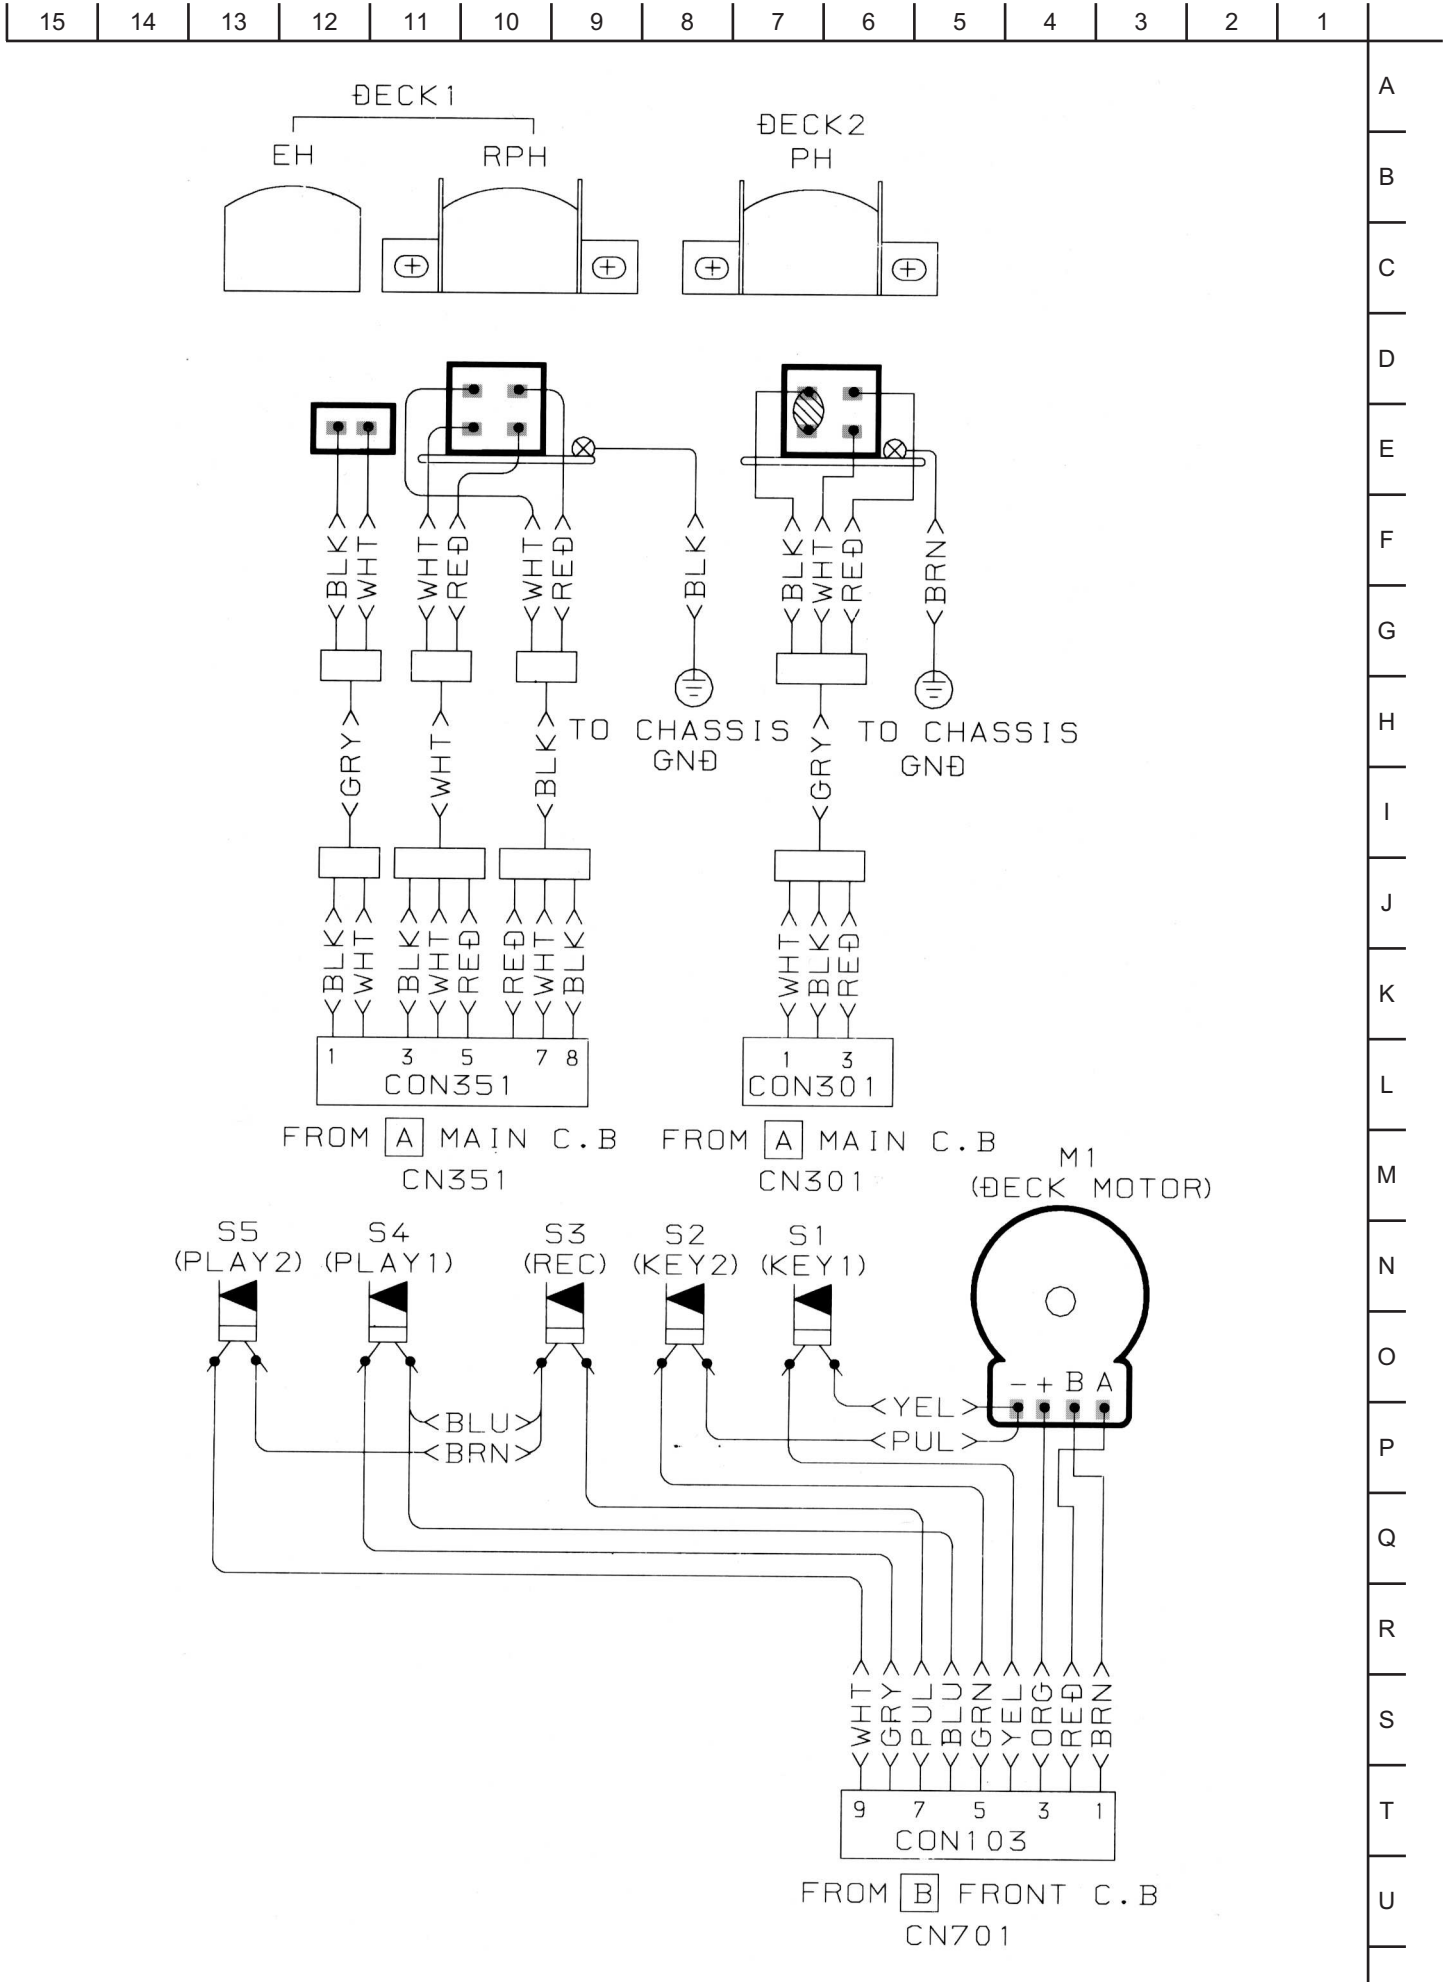 15 14 13 12 11 10 9 8 7 6 5 4 3 2 1
A
B
C
D
E
F
G
H
I
J
K
L
M
N
O
P
Q
R
S
T
U
DECK1
EH RPH
DECK2
PH
BLK WHT WHT RED WHT RED BLK
BLK WHT RED BRN
TO CHASSIS
GND
TO CHASSIS
GND
GRY WHT BLK GRY
BLK WHT BLK WHT RED RED WHT BLK
WHT BLK RED
1 3 5 7 8
CON351
1 3
CON301
FROM A MAIN C.B
CN351
FROM A MAIN C.B
CN301
M1
(DECK MOTOR)
S5
(PLAY2)
S4
(PLAY1)
S3
(REC)
S2
(KEY2)
S1
(KEY1)
- + B A
YEL
PUL
BLU
BRN
WHT GRY PUL BLU GRN YEL ORG RED BRN
9 7 5 3 1
CON103
FROM B FRONT C.B
CN701